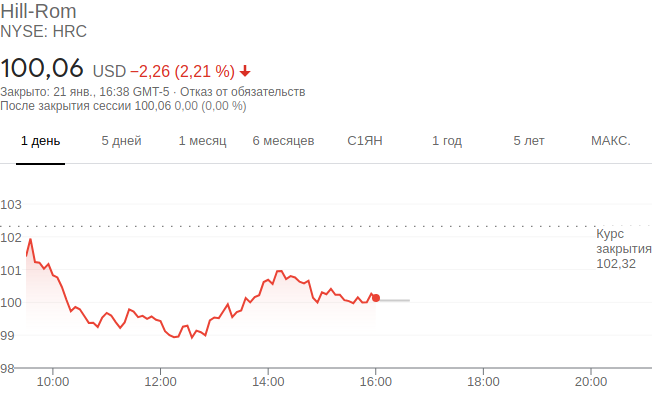 Hill-Rom
NYSE: HRC
100,06 USD −2,26 (2,21 %)
Закрыто: 21 янв., 16:38 GMT-5 · Отказ от обязательств
После закрытия сессии 100,06 0,00 (0,00 %)
1 день 5 дней 1 месяц 6 месяцев С1ЯН 1 год 5 лет МАКС.
103
102
101
100
99
98
Курс
закрытия
102,32
10:00 12:00 14:00 16:00 18:00 20:00